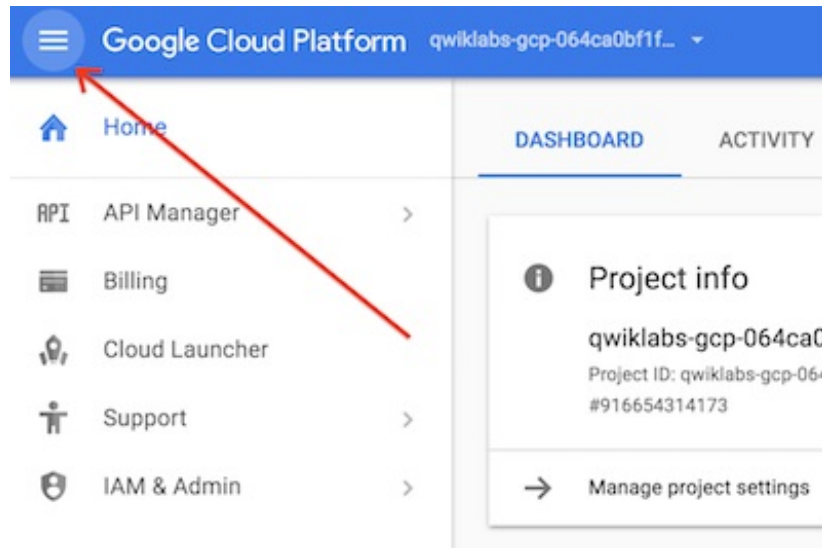 Google Cloud Platform qwiklabs-gcp-064ca0bf1f...
Home
API API Manager
Billing
Cloud Launcher
Support
IAM & Admin
DASHBOARD ACTIVITY
Project info
qwiklabs-gcp-064ca0
Project ID: qwiklabs-gcp-064
#916654314173
Manage project settings